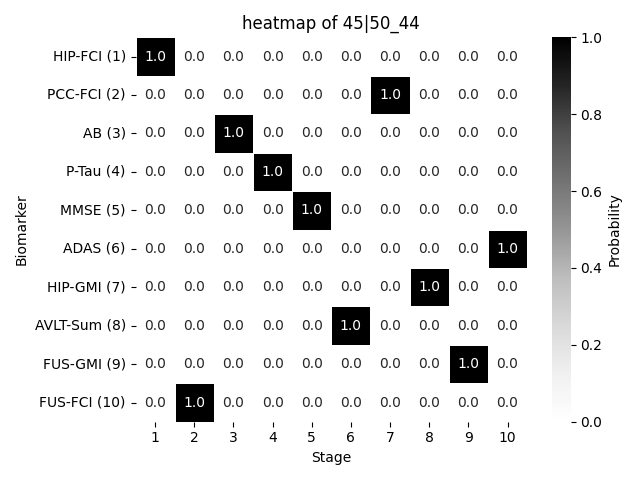 heatmap of 45|50_44
HIP-FCI (1) 1.0 0.0 0.0 0.0 0.0 0.0 0.0 0.0 0.0 0.0
PCC-FCI (2) 0.0 0.0 0.0 0.0 0.0 0.0 1.0 0.0 0.0 0.0
AB (3) 0.0 0.0 1.0 0.0 0.0 0.0 0.0 0.0 0.0 0.0
P-Tau (4) 0.0 0.0 0.0 1.0 0.0 0.0 0.0 0.0 0.0 0.0
MMSE (5) 0.0 0.0 0.0 0.0 1.0 0.0 0.0 0.0 0.0 0.0
ADAS (6) 0.0 0.0 0.0 0.0 0.0 0.0 0.0 0.0 0.0 1.0
HIP-GMI (7) 0.0 0.0 0.0 0.0 0.0 0.0 0.0 1.0 0.0 0.0
AVLT-Sum (8) 0.0 0.0 0.0 0.0 0.0 1.0 0.0 0.0 0.0 0.0
FUS-GMI (9) 0.0 0.0 0.0 0.0 0.0 0.0 0.0 0.0 1.0 0.0
FUS-FCI (10) 0.0 1.0 0.0 0.0 0.0 0.0 0.0 0.0 0.0 0.0
1 2 3 4 5 6 7 8 9 10
Stage
Biomarker
1.0
0.8
0.6
0.4
0.2
0.0
Probability